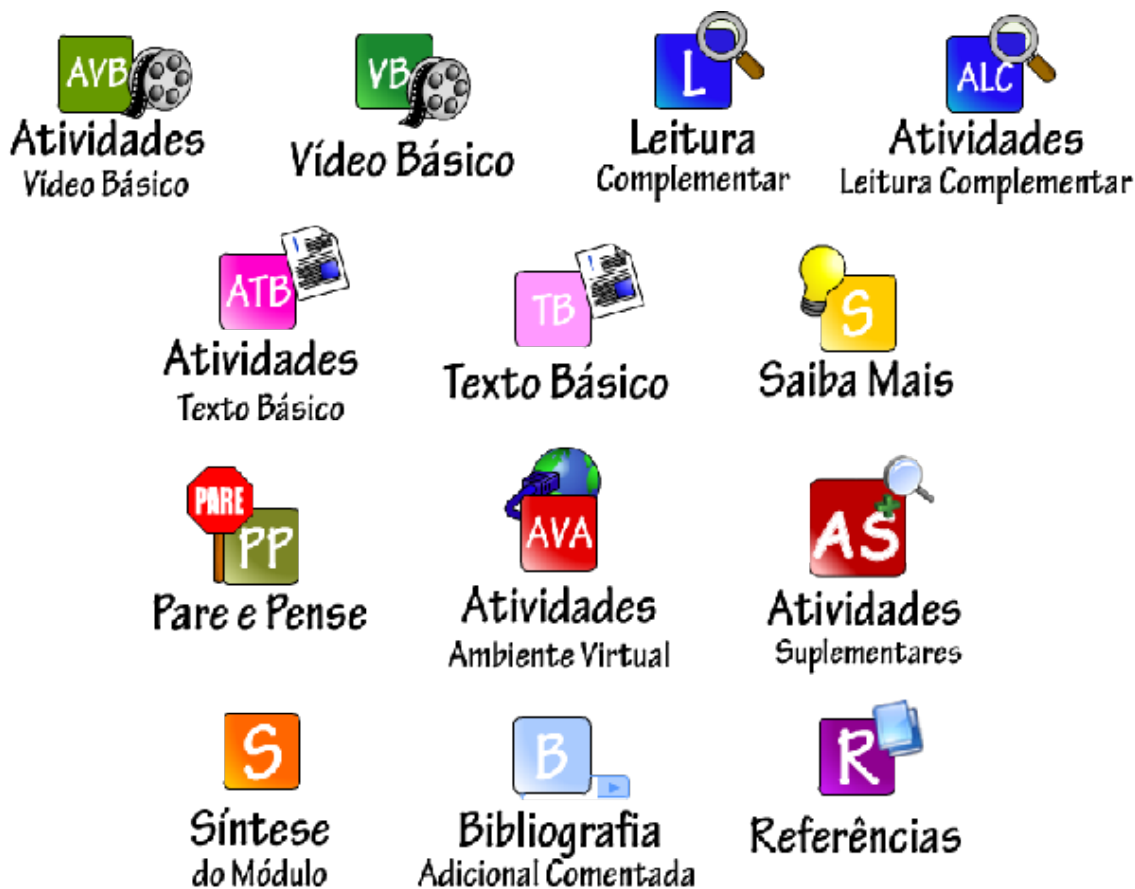 AVB
Atividades
Vídeo Básico
VB
Vídeo Básico
L
Leitura
Complementar
ALC
Atividades
Leitura Complementar
ATB
Atividades
Texto Básico
TB
Texto Básico
S
Saiba Mais
PARE
PP
Pare e Pense
AVA
Atividades
Ambiente Virtual
AS
Atividades
Suplementares
S
Síntese
do Módulo
B
Bibliografia
Adicional Comentada
R
Referências